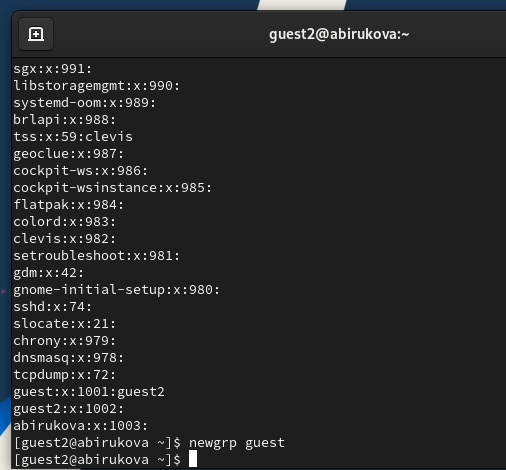 guest2@abirukova:~
sgx:x:991:
libstoragemgmt:x:990:
systemd-oom:x:989:
brlapi:x:988:
tss:x:59:clevis
geoclue:x:987:
cockpit-ws:x:986:
cockpit-wsinstance:x:985:
flatpak:x:984:
colord:x:983:
clevis:x:982:
setroubleshoot:x:981:
gdm:x:42:
gnome-initial-setup:x:980:
sshd:x:74:
slocate:x:21:
chrony:x:979:
dnsmasq:x:978:
tcpdump:x:72:
guest:x:1001:guest2
guest2:x:1002:
abirukova:x:1003:
[guest2@abirukova ~]$ newgrp guest
[guest2@abirukova ~]$